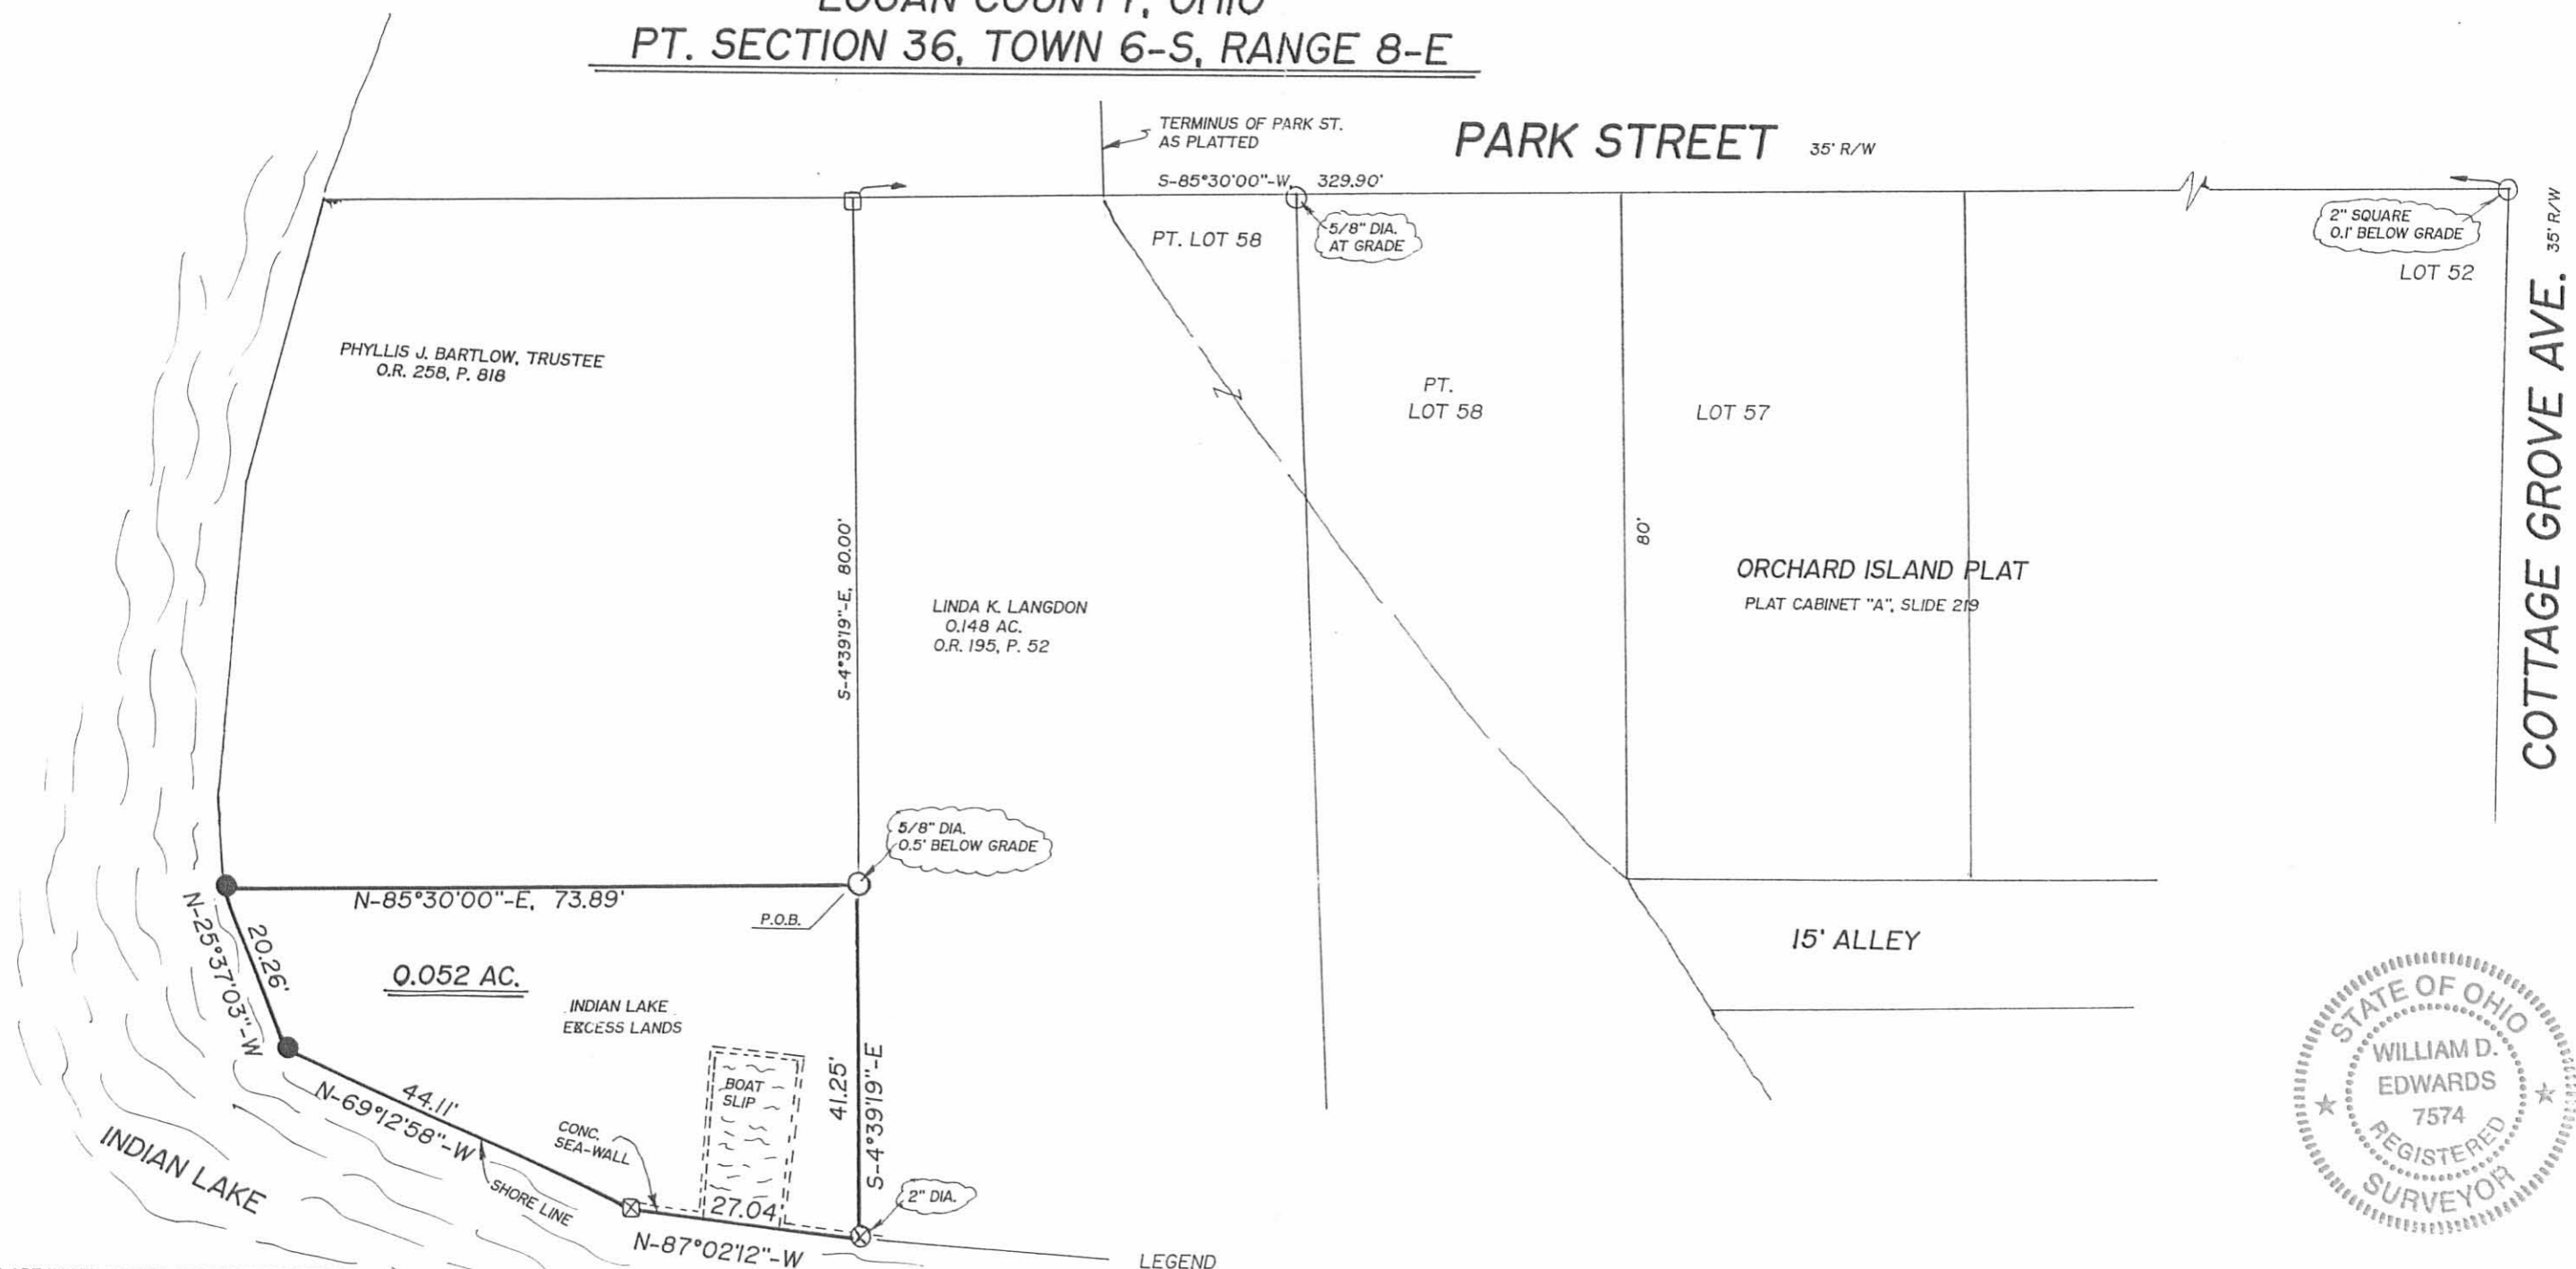 PT. SECTION 36, TOWN 6-S, RANGE 8-E
TERMINUS OF PARK ST.
AS PLATTED
PARK STREET 35' R/W
S-85°30'00"-W, 329.90'
5/8" DIA.
AT GRADE
PT. LOT 58
2" SQUARE
0.1' BELOW GRADE
LOT 52
COTTAGE GROVE AVE. 35' R/W
PHYLLIS J. BARTLOW, TRUSTEE
O.R. 258, P. 818
PT.
LOT 58
LOT 57
80'
S-4°39'19"-E, 80.00'
ORCHARD ISLAND PLAT
PLAT CABINET "A", SLIDE 219
LINDA K. LANGDON
0.148 AC.
O.R. 195, P. 52
5/8" DIA.
0.5' BELOW GRADE
N-85°30'00"-E, 73.89'
P.O.B.
15' ALLEY
20.26'
N-25°37'03"-W
0.052 AC.
INDIAN LAKE
EXCESS LANDS
BOAT
SLIP
41.25'
S-4°39'19"-E
44.11'
N-69°12'58"-W
CONC.
SEA-WALL
SHORE LINE
INDIAN LAKE
27.04'
N-87°02'12"-W
2" DIA.
LEGEND
STATE OF OHIO
WILLIAM D.
EDWARDS
7574
REGISTERED
SURVEYOR